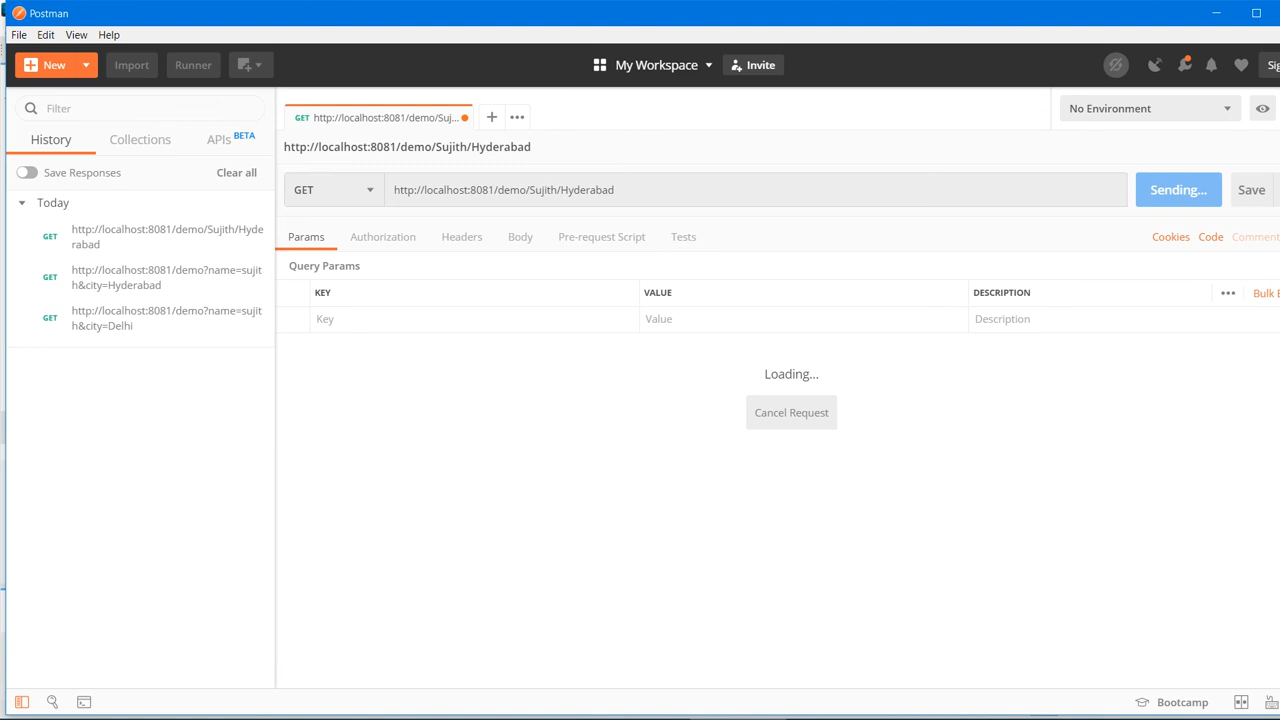 Postman
File Edit View Help
New Import Runner My Workspace Invite
Filter
History Collections APIs BETA
Save Responses Clear all
Today
GET http://localhost:8081/demo/Sujith/Hyde
rabad
GET http://localhost:8081/demo?name=sujit
h&city=Hyderabad
GET http://localhost:8081/demo?name=sujit
h&city=Delhi
GET http://localhost:8081/demo/Suj...
No Environment
http://localhost:8081/demo/Sujith/Hyderabad
GET http://localhost:8081/demo/Sujith/Hyderabad Sending... Save
Params Authorization Headers Body Pre-request Script Tests Cookies Code Comment
Query Params
KEY VALUE DESCRIPTION Bulk
Key Value Description
Loading...
Cancel Request
Bootcamp